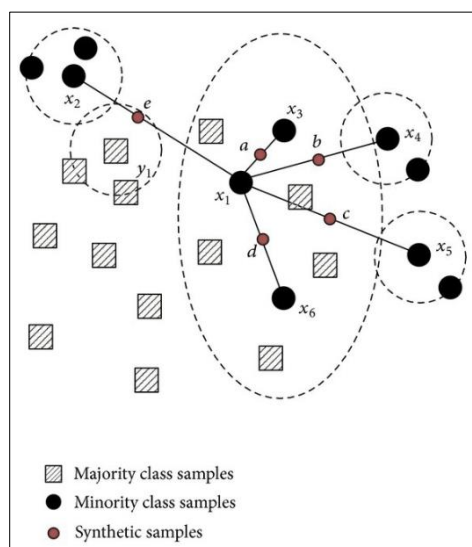 x2
e
x3
a
b
x4
y1
x1
c
d
x5
x6
Majority class samples
Minority class samples
Synthetic samples